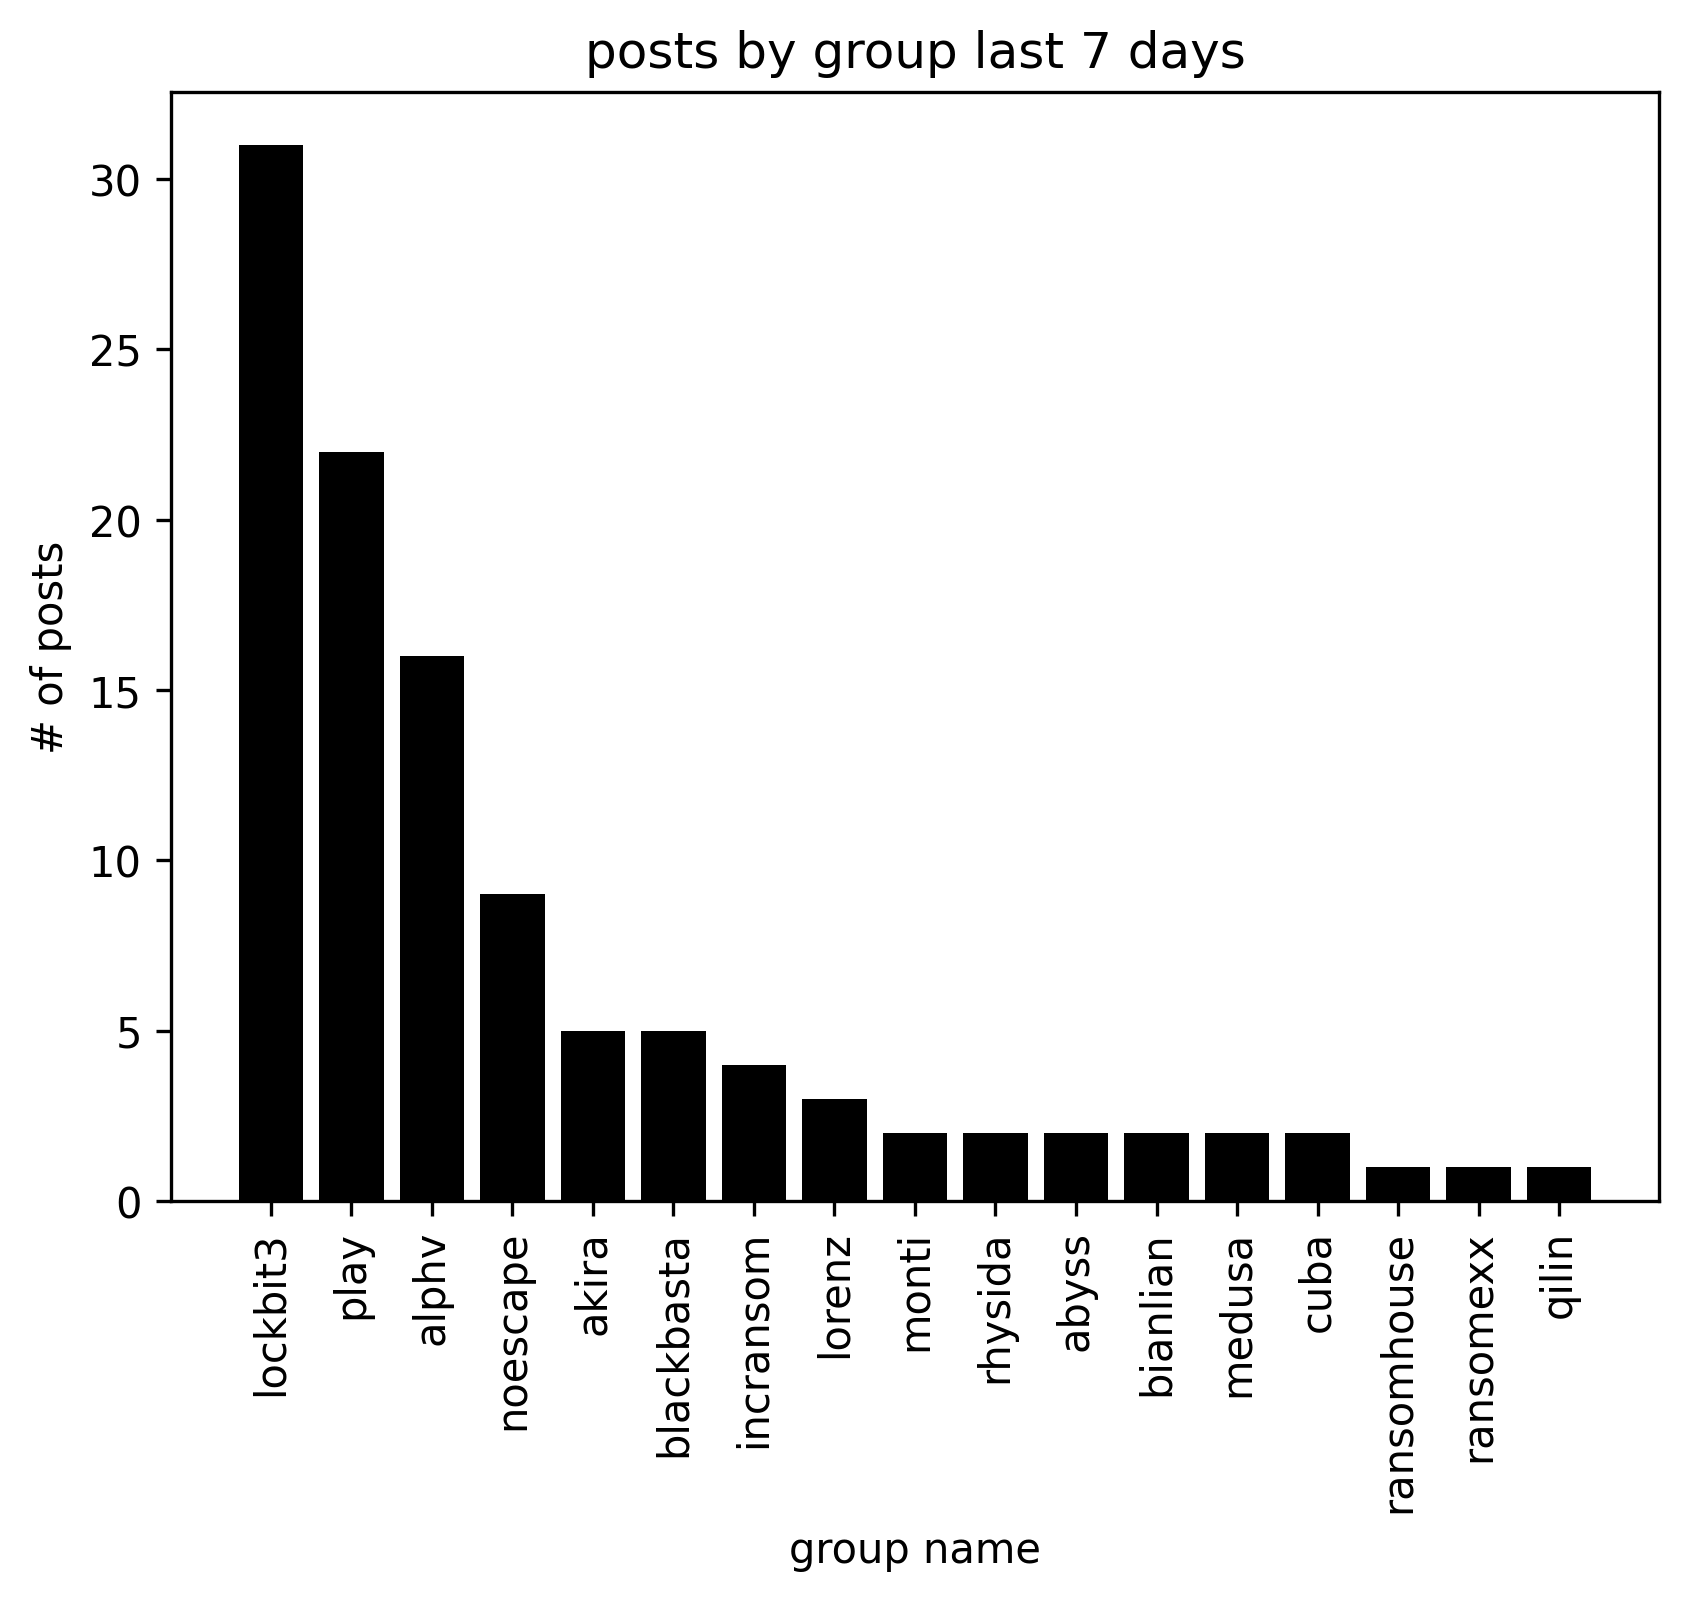 posts by group last 7 days
# of posts
30
25
20
15
10
5
0
lockbit3
play
alphv
noescape
akira
blackbasta
incransom
lorenz
monti
rhysida
abyss
bianlian
medusa
cuba
ransomhouse
ransomexx
qilin
group name